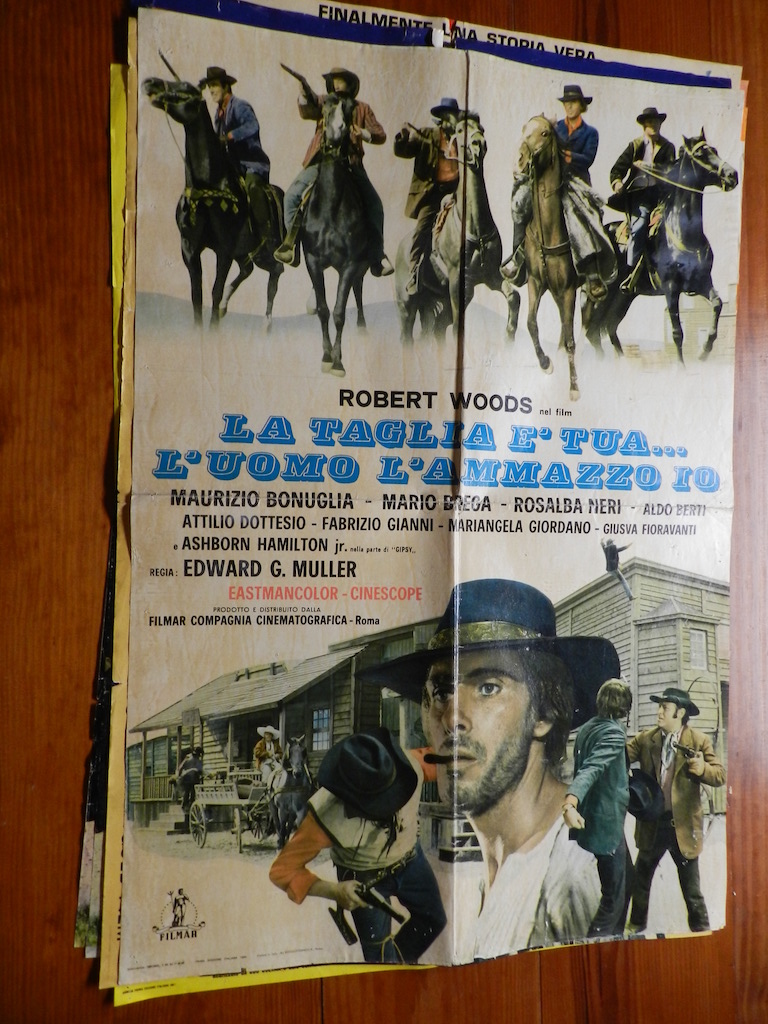 FINALMENTE UNA STORIA VERA
ROBERT WOODS nel film
LA TAGLIA E' TUA...
L'UOMO L'AMMAZZO IO
MAURIZIO BONUGLIA - MARIO BREGA - ROSALBA NERI - ALDO BERTI
ATTILIO DOTTESIO - FABRIZIO GIANNI - MARIANGELA GIORDANO - GIUSVA FIORAVANTI
e ASHBORN HAMILTON jr. nella parte di "GIPSY„
REGIA: EDWARD G. MULLER
EASTMANCOLOR - CINESCOPE
PRODOTTO E DISTRIBUITO DALLA
FILMAR COMPAGNIA CINEMATOGRAFICA - Roma
FILMAR